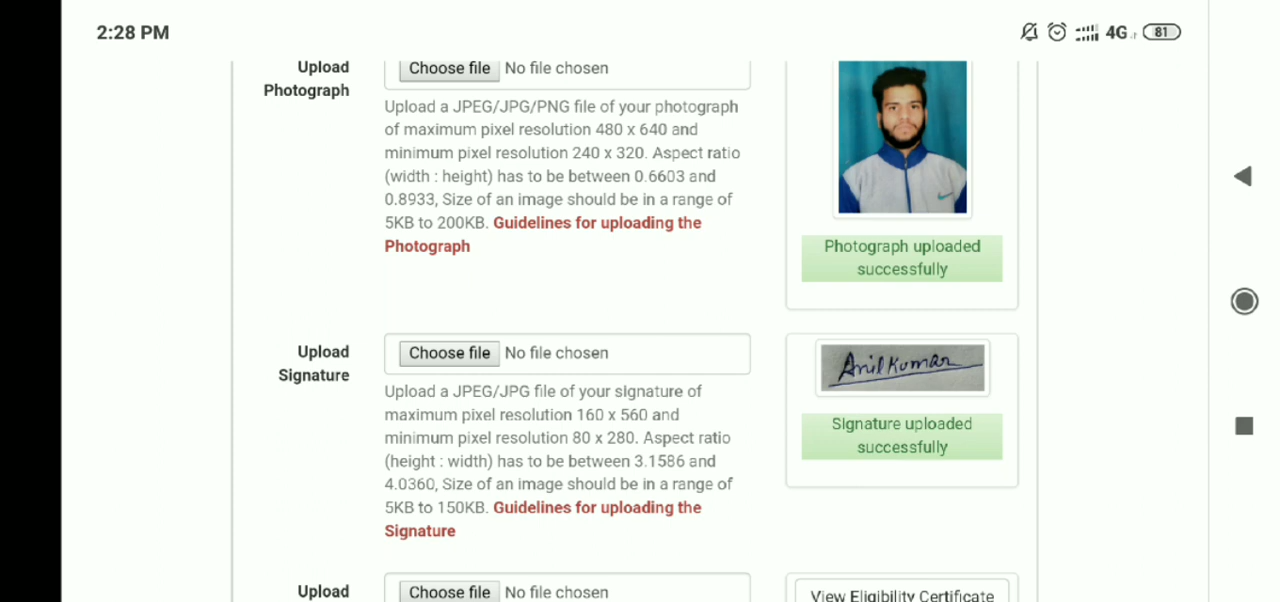 2:28 PM
4G
81
Upload
Photograph
Choose file No file chosen
Upload a JPEG/JPG/PNG file of your photograph
of maximum pixel resolution 480 x 640 and
minimum pixel resolution 240 x 320. Aspect ratio
(width : height) has to be between 0.6603 and
0.8933, Size of an image should be in a range of
5KB to 200KB. Guidelines for uploading the
Photograph
Photograph uploaded
successfully
Upload
Signature
Choose file No file chosen
Upload a JPEG/JPG file of your signature of
maximum pixel resolution 160 x 560 and
minimum pixel resolution 80 x 280. Aspect ratio
(height : width) has to be between 3.1586 and
4.0360, Size of an image should be in a range of
5KB to 150KB. Guidelines for uploading the
Signature
Anil Kumar
Signature uploaded
successfully
Upload
Choose file No file chosen
View Eligibility Certificate